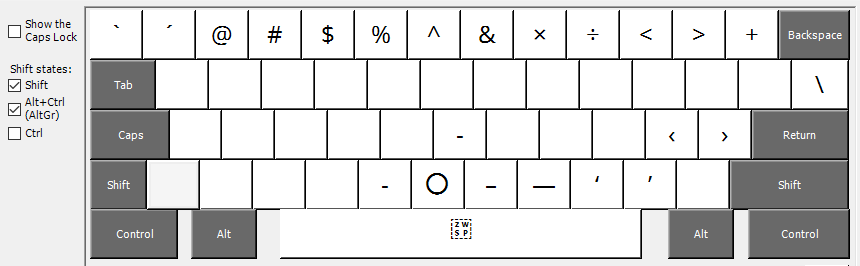 Show the
Caps Lock
Shift states:
Shift
Alt+Ctrl
(AltGr)
Ctrl
` ´ @ # $ % ^ & × ÷ < > + Backspace
Tab \
Caps - ‹ › Return
Shift - ○ – — ‘ ’ Shift
Control Alt ZW SP Alt Control